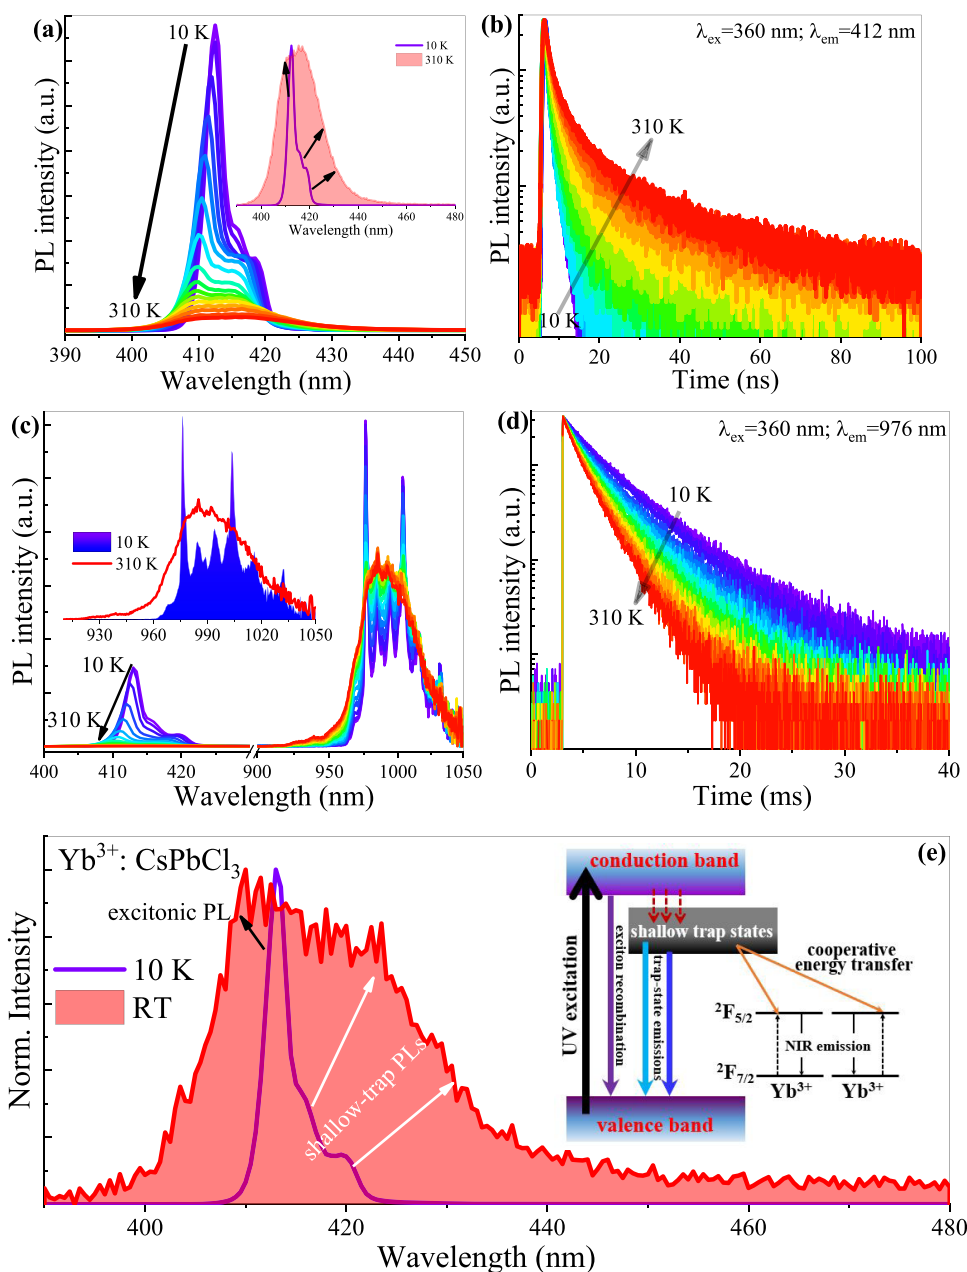 (a)
10 K
310 K
PL intensity (a.u.)
390 400 410 420 430 440 450
Wavelength (nm)
10 K
310 K
400 420 440 460 480
Wavelength (nm)
(b)
λex=360 nm; λem=412 nm
310 K
10 K
PL intensity (a.u.)
0 20 40 60 80 100
Time (ns)
(c)
10 K
310 K
930 960 990 1020 1050
10 K
310 K
PL intensity (a.u.)
400 410 420 900 950 1000 1050
Wavelength (nm)
(d)
λex=360 nm; λem=976 nm
10 K
310 K
PL intensity (a.u.)
0 10 20 30 40
Time (ms)
(e)
Yb³⁺: CsPbCl₃
excitonic PL
10 K
RT
shallow-trap PLs
Norm. Intensity
400 420 440 460 480
Wavelength (nm)
conduction band
shallow trap states
UV excitation
exciton recombination
trap-state emissions
valence band
cooperative
energy transfer
²F₅/₂
NIR emission
²F₇/₂
Yb³⁺ Yb³⁺